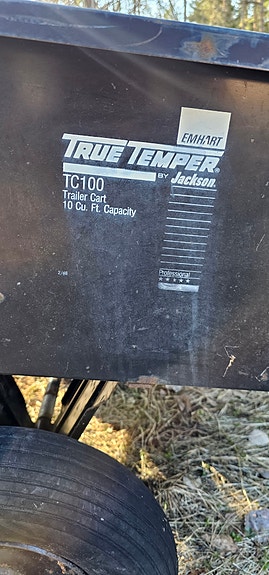 EMHART
TRUE TEMPER®
BY Jackson®
TC100
Trailer Cart
10 Cu. Ft. Capacity
Professional
★★★★★